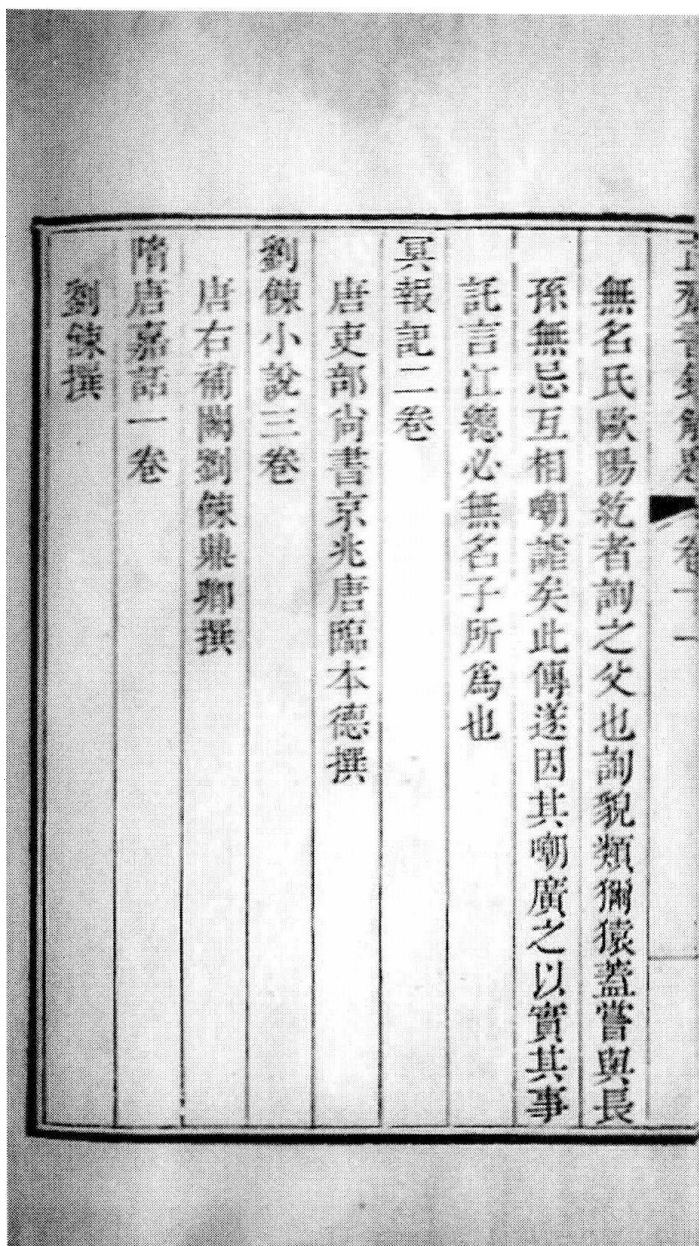 直齋書錄解題 卷十一
無名氏歐陽紇者詢之父也詢貌類獼猿蓋嘗與長
孫無忌互相嘲謔矣此傳遂因其嘲廣之以實其事
託言江總必無名子所為也
冥報記二卷
唐吏部尚書京兆唐臨本德撰
劉餗小說三卷
唐右補闕劉餗鼎卿撰
隋唐嘉話一卷
劉餗撰